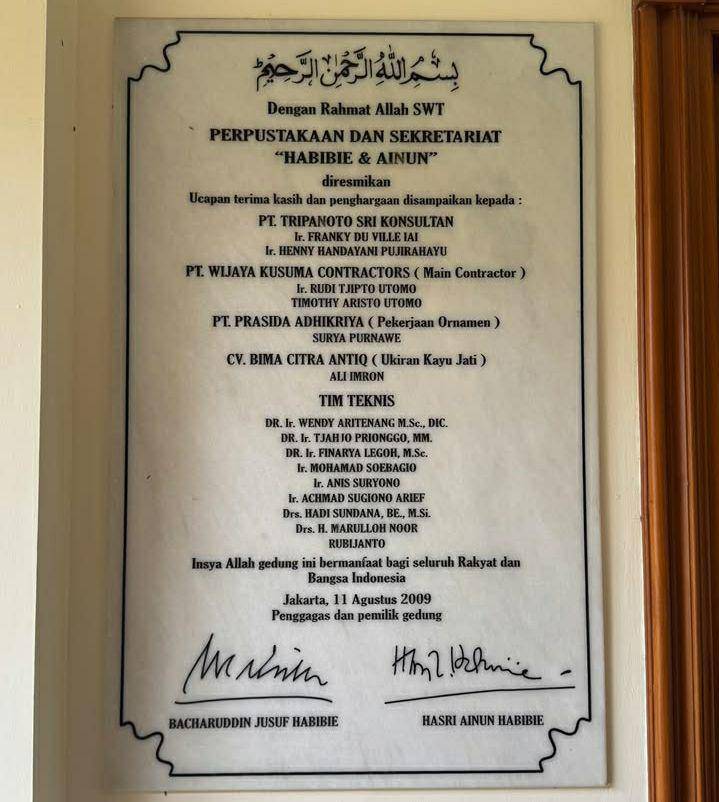 بِسْمِ اللَّهِ الرَّحْمَنِ الرَّحِيمِ
Dengan Rahmat Allah SWT
PERPUSTAKAAN DAN SEKRETARIAT
“HABIBIE & AINUN”
diresmikan
Ucapan terima kasih dan penghargaan disampaikan kepada :
PT. TRIPANOTO SRI KONSULTAN
Ir. FRANKY DU VILLE IAI
Ir. HENNY HANDAYANI PUJIRAHAYU
PT. WIJAYA KUSUMA CONTRACTORS ( Main Contractor )
Ir. RUDI TJIPTO UTOMO
TIMOTHY ARISTO UTOMO
PT. PRASIDA ADHIKRIYA ( Pekerjaan Ornamen )
SURYA PURNAWE
CV. BIMA CITRA ANTIQ ( Ukiran Kayu Jati )
ALI IMRON
TIM TEKNIS
DR. Ir. WENDY ARITENANG M.Sc., DIC.
DR. Ir. TJAHJO PRIONGGO, MM.
DR. Ir. FINARYA LEGOH, M.Sc.
Ir. MOHAMAD SOEBAGIO
Ir. ANIS SURYONO
Ir. ACHMAD SUGIONO ARIEF
Drs. HADI SUNDANA, BE., M.Si.
Drs. H. MARULLOH NOOR
RUBIJANTO
Insya Allah gedung ini bermanfaat bagi seluruh Rakyat dan
Bangsa Indonesia
Jakarta, 11 Agustus 2009
Penggagas dan pemilik gedung
BACHARUDDIN JUSUF HABIBIE
HASRI AINUN HABIBIE